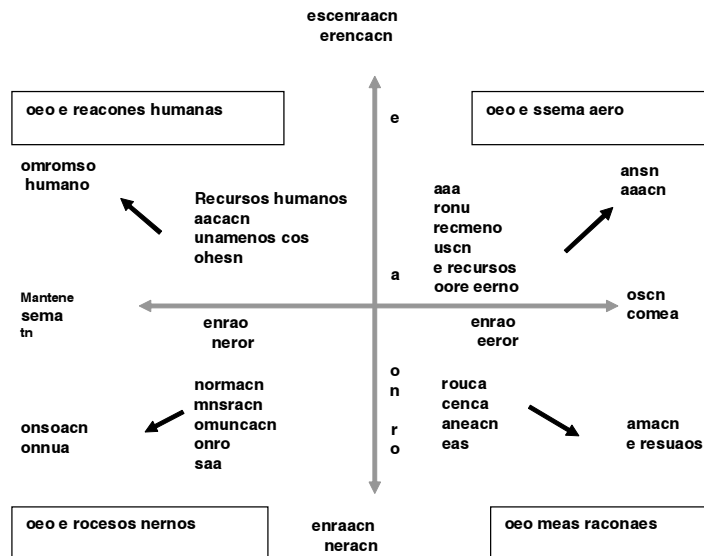 escenraacn
erencacn
oeo e reacones humanas
e
oeo e ssema aero
omromso
humano
Recursos humanos
aacacn
unamenos cos
ohesn
aaa
ronu
recmeno
uscn
e recursos
oore eerno
ansn
aaacn
a
Mantene
sema
tn
enrao
neror
enrao
eeror
oscn
comea
onsoacn
onnua
normacn
mnsracn
omuncacn
onro
saa
o
n
ro
o
rouca
cenca
aneacn
eas
amacn
e resuaos
oeo e rocesos nernos
enraacn
neracn
oeo meas raconaes